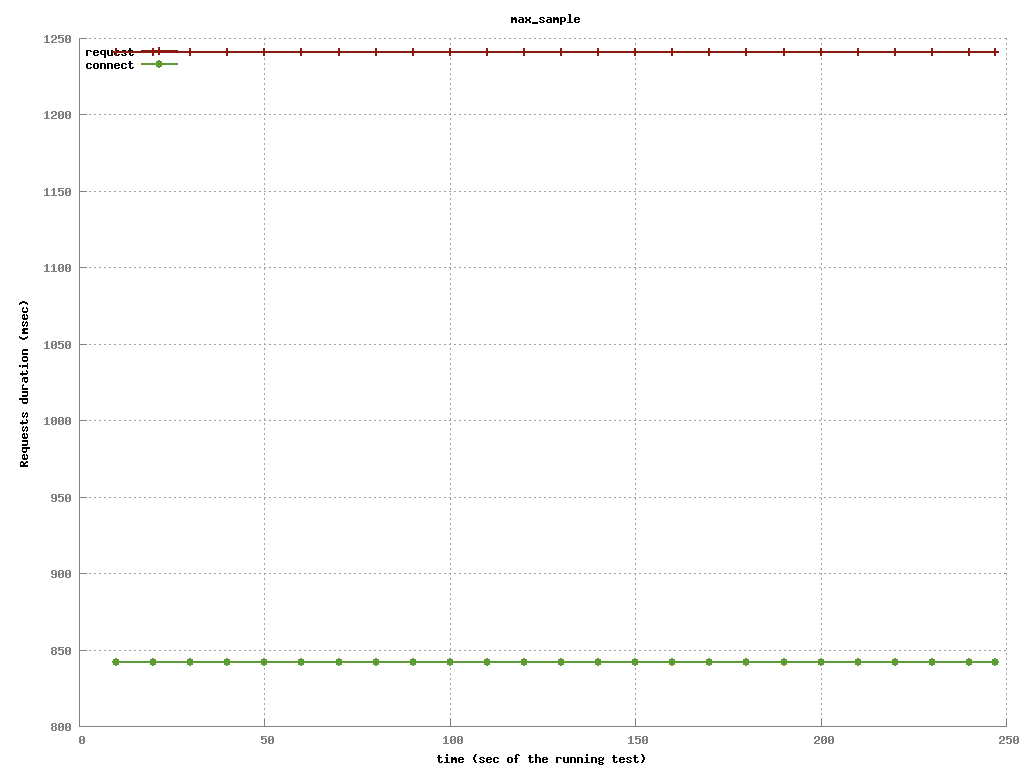 max_sample
1250
request
connect
1200
1150
1100
1050
1000
950
900
850
800
0 50 100 150 200 250
time (sec of the running test)
Requests duration (msec)